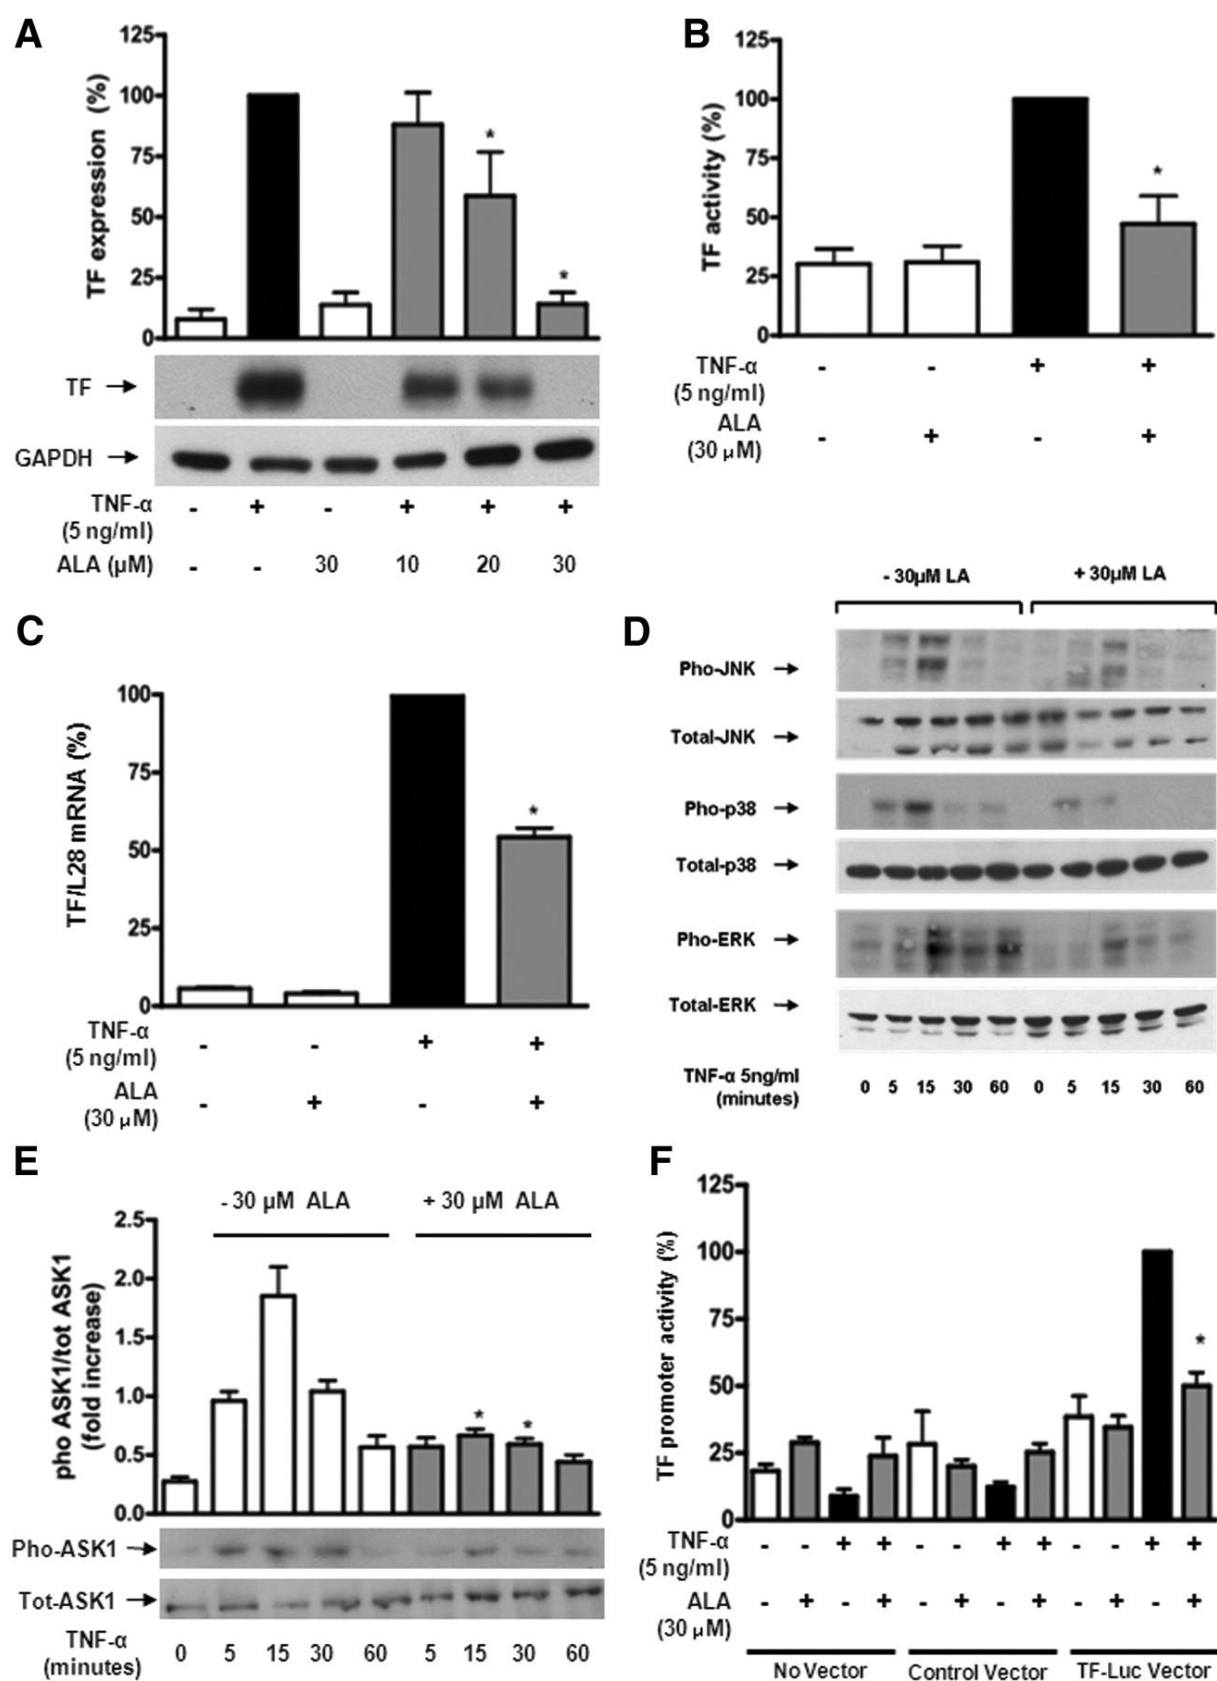 A
125
100
75
50
25
0
TF expression (%)
* *
TF →
GAPDH →
TNF-α - + - + + +
(5 ng/ml)
ALA (µM) - - 30 10 20 30
B
125
100
75
50
25
0
TF activity (%)
*
TNF-α - - + +
(5 ng/ml)
ALA - + - +
(30 µM)
C
100
75
50
25
0
TF/L28 mRNA (%)
*
TNF-α - - + +
(5 ng/ml)
ALA - + - +
(30 µM)
D
- 30µM LA + 30µM LA
Pho-JNK →
Total-JNK →
Pho-p38 →
Total-p38 →
Pho-ERK →
Total-ERK →
TNF-α 5ng/ml
(minutes) 0 5 15 30 60 0 5 15 30 60
E
- 30 µM ALA + 30 µM ALA
2.5
2.0
1.5
1.0
0.5
0.0
pho ASK1/tot ASK1
(fold increase)
* *
Pho-ASK1 →
Tot-ASK1 →
TNF-α
(minutes) 0 5 15 30 60 5 15 30 60
F
125
100
75
50
25
0
TF promoter activity (%)
*
TNF-α - - + + - - + + - - + +
(5 ng/ml)
ALA - + - + - + - + - + - +
(30 µM)
No Vector Control Vector TF-Luc Vector